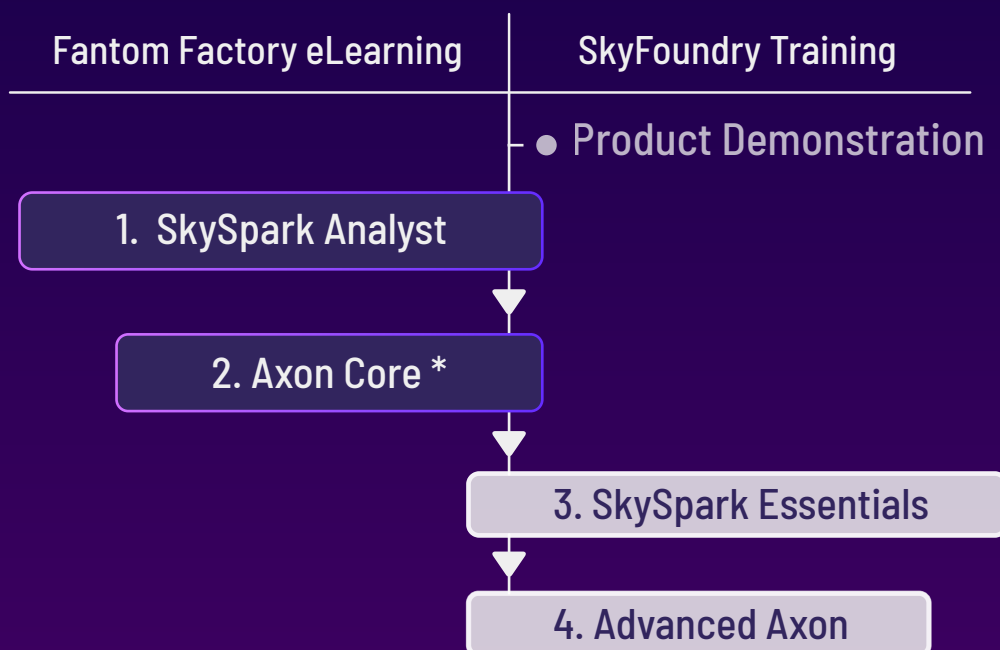 Fantom Factory eLearning
SkyFoundry Training
Product Demonstration
1. SkySpark Analyst
2. Axon Core *
3. SkySpark Essentials
4. Advanced Axon